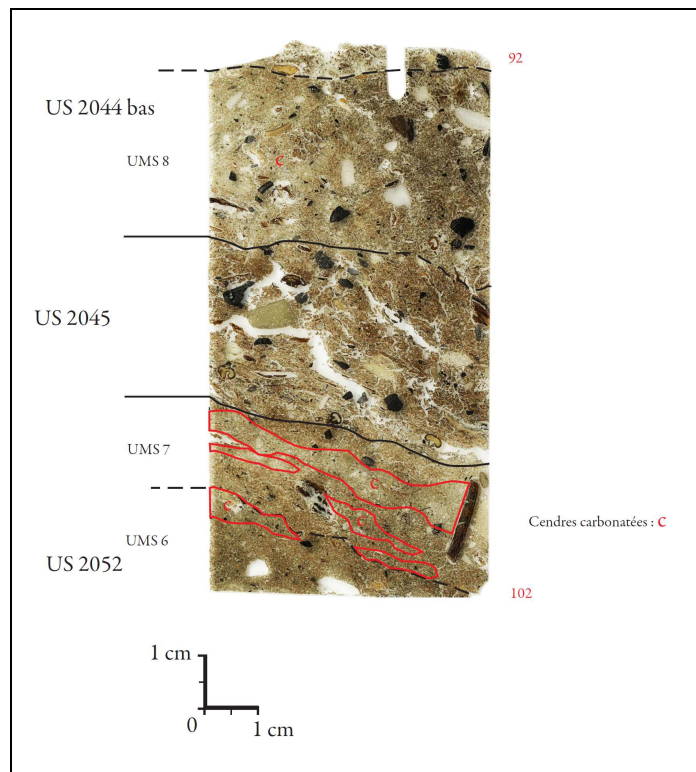 92
US 2044 bas
UMS 8
C
US 2045
UMS 7
C
C
C
Cendres carbonatées : C
UMS 6
US 2052
102
1 cm
0
1 cm